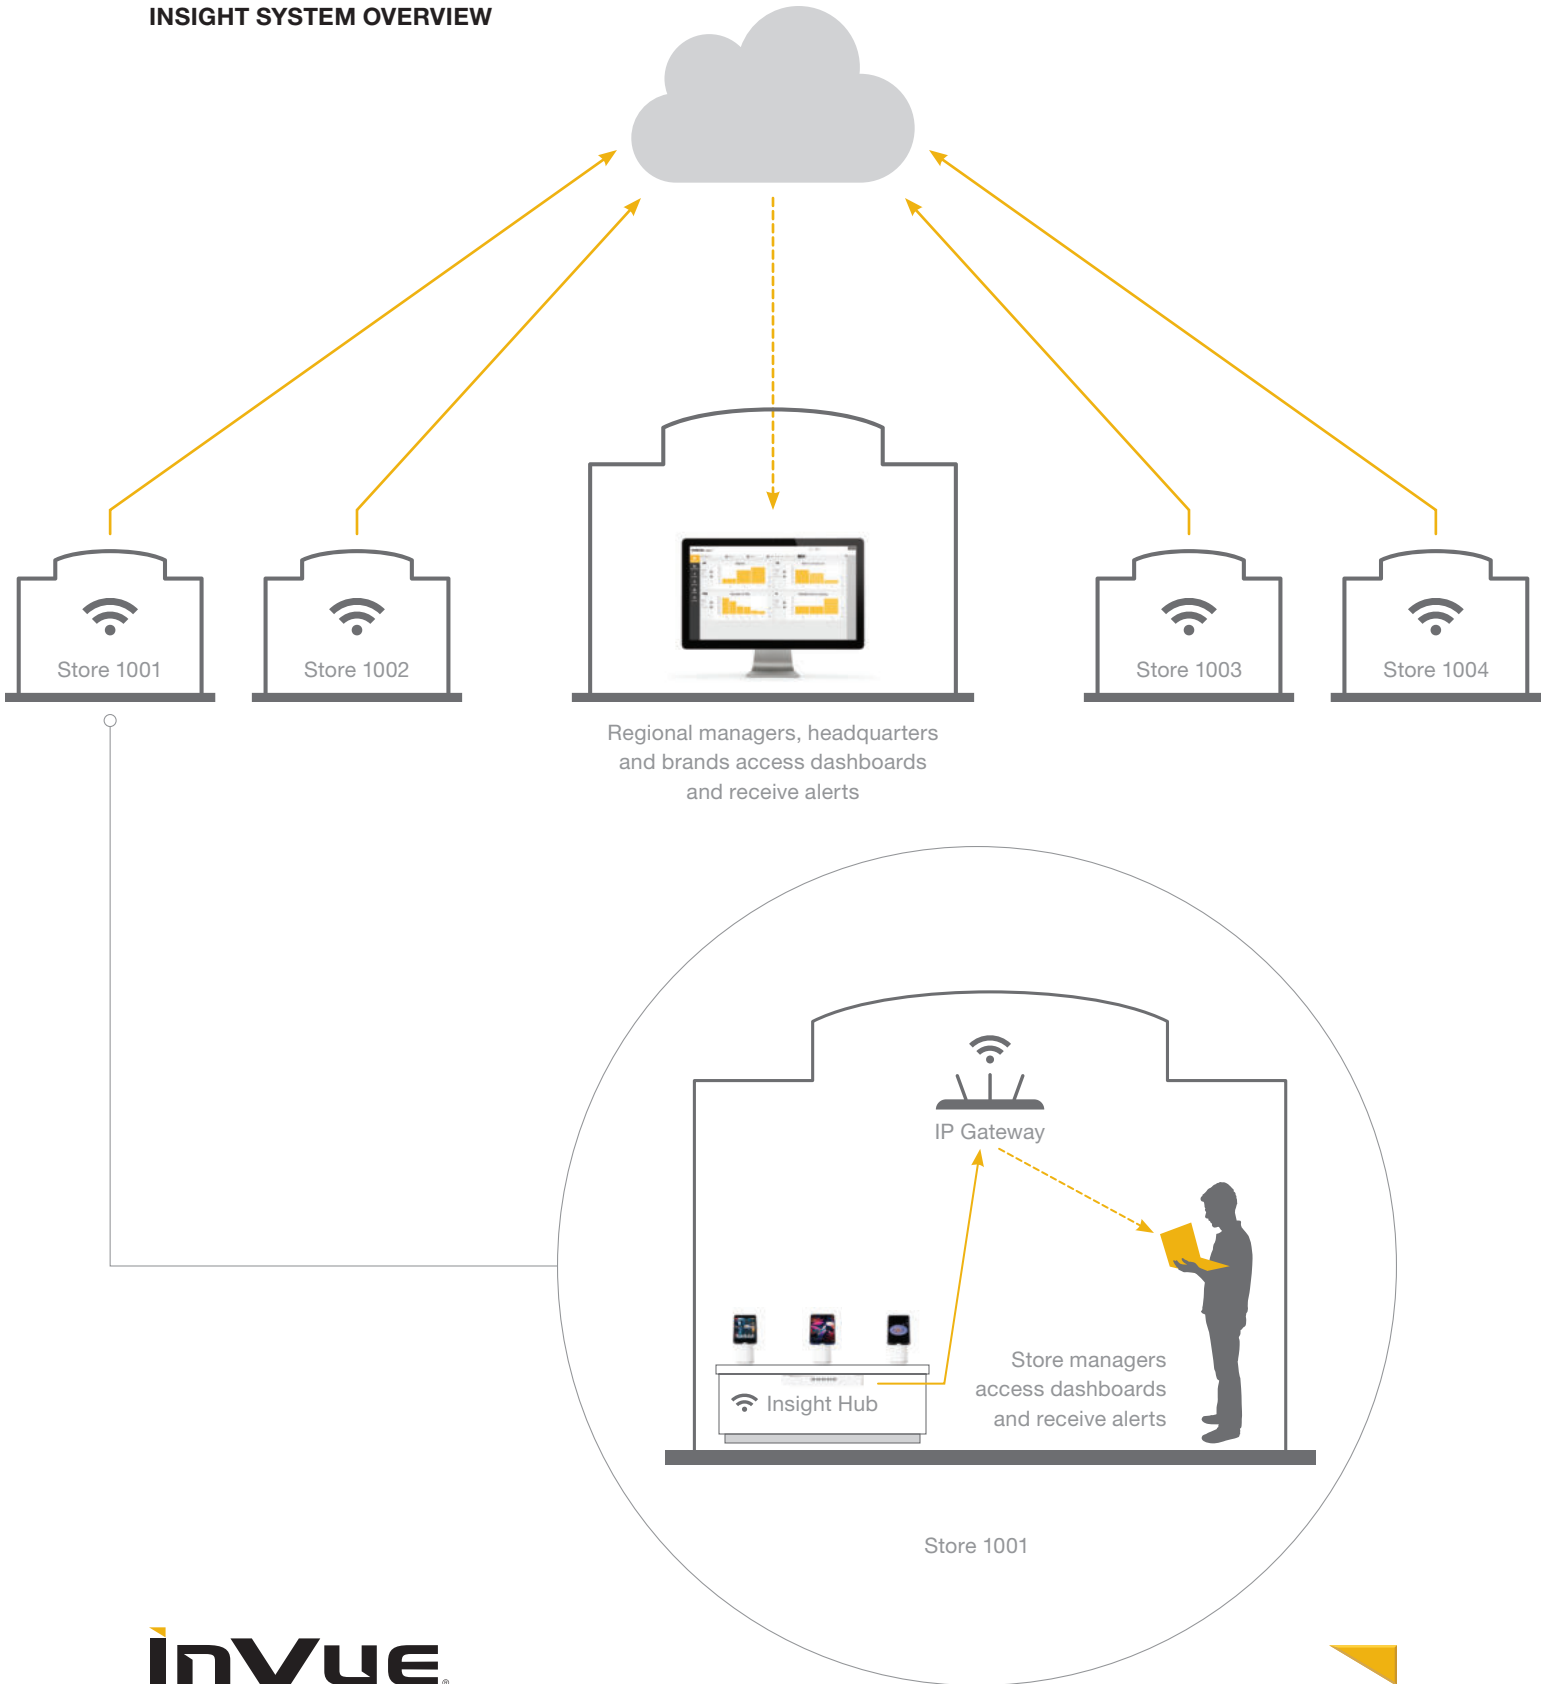 INSIGHT SYSTEM OVERVIEW
Store 1001
Store 1002
Store 1003
Store 1004
Regional managers, headquarters
and brands access dashboards
and receive alerts
IP Gateway
Store managers
access dashboards
and receive alerts
Insight Hub
Store 1001
inVue®